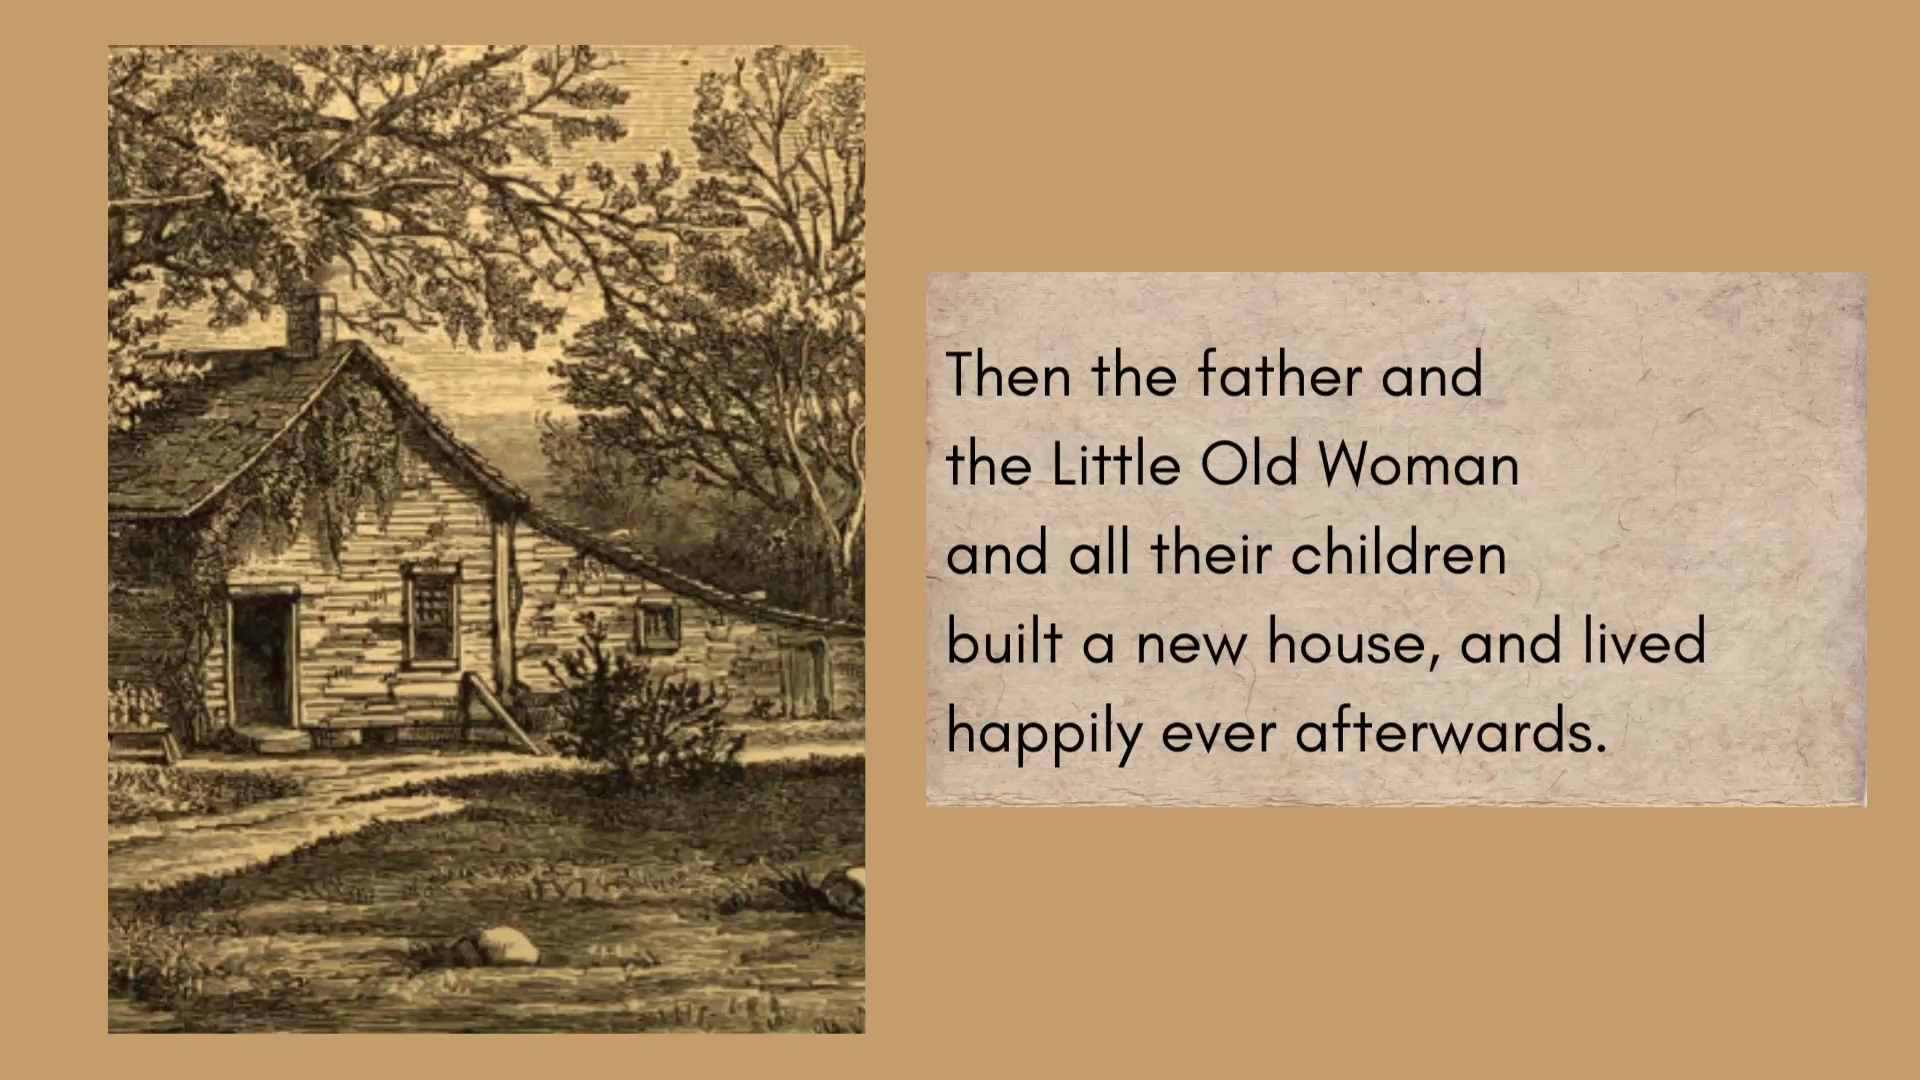 Then the father and
the Little Old Woman
and all their children
built a new house, and lived
happily ever afterwards.